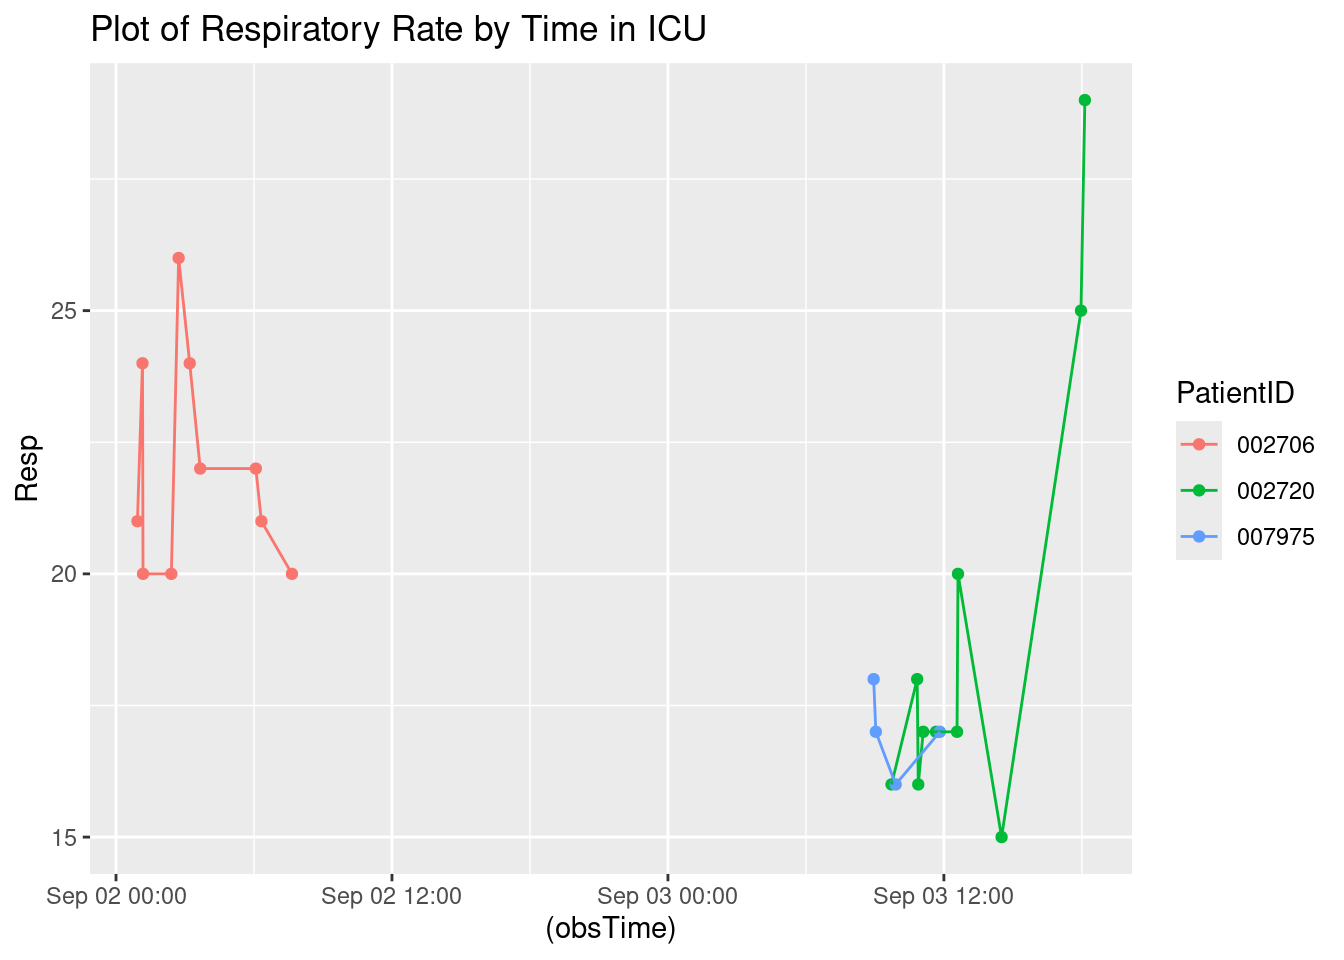 Plot of Respiratory Rate by Time in ICU
Resp
25
20
15
Sep 02 00:00
Sep 02 12:00
Sep 03 00:00
Sep 03 12:00
(obsTime)
PatientID
002706
002720
007975